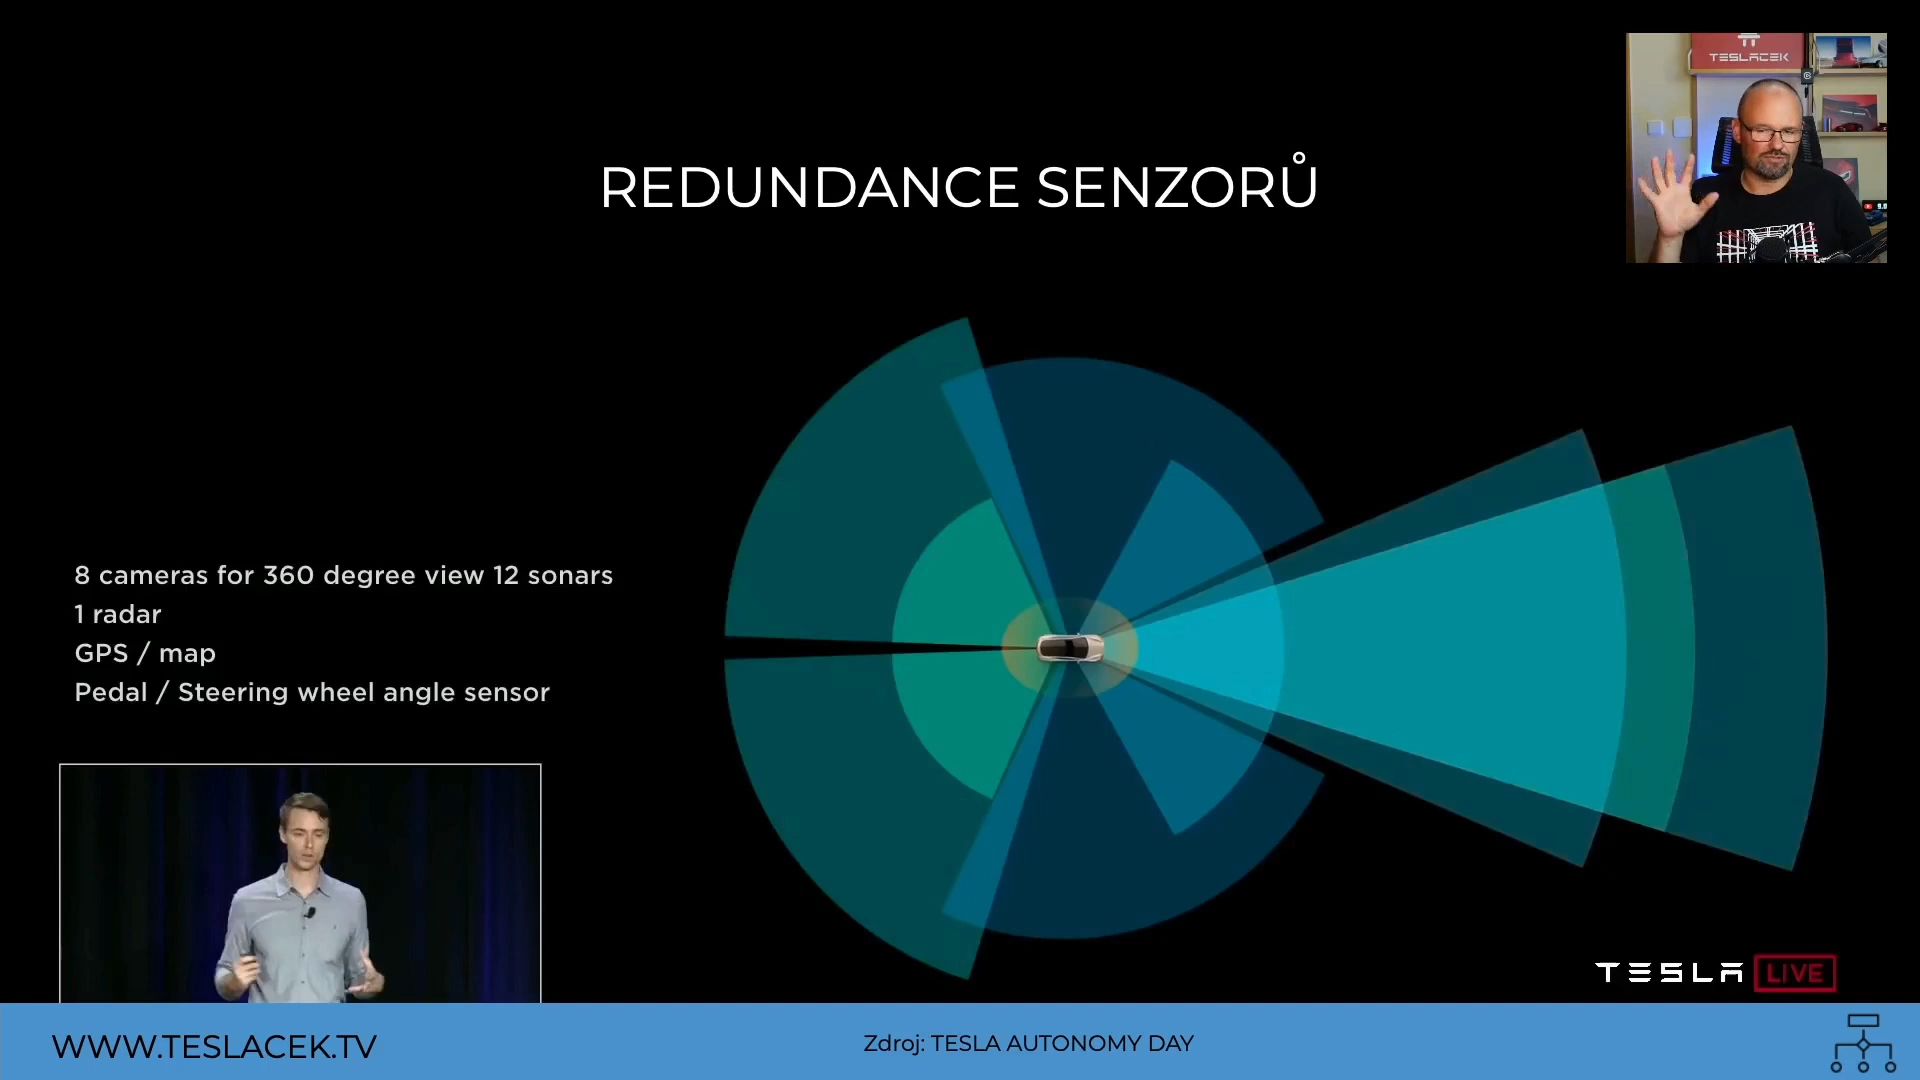 TESLACEK
REDUNDANCE SENZORŮ
8 cameras for 360 degree view 12 sonars
1 radar
GPS / map
Pedal / Steering wheel angle sensor
TESLA LIVE
WWW.TESLACEK.TV
Zdroj: TESLA AUTONOMY DAY